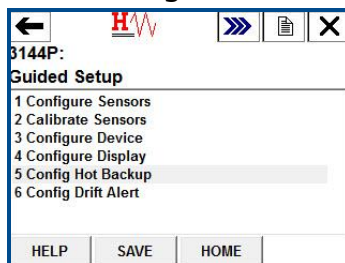 H
3144P:
Guided Setup
1 Configure Sensors
2 Calibrate Sensors
3 Configure Device
4 Configure Display
5 Config Hot Backup
6 Config Drift Alert
HELP SAVE HOME